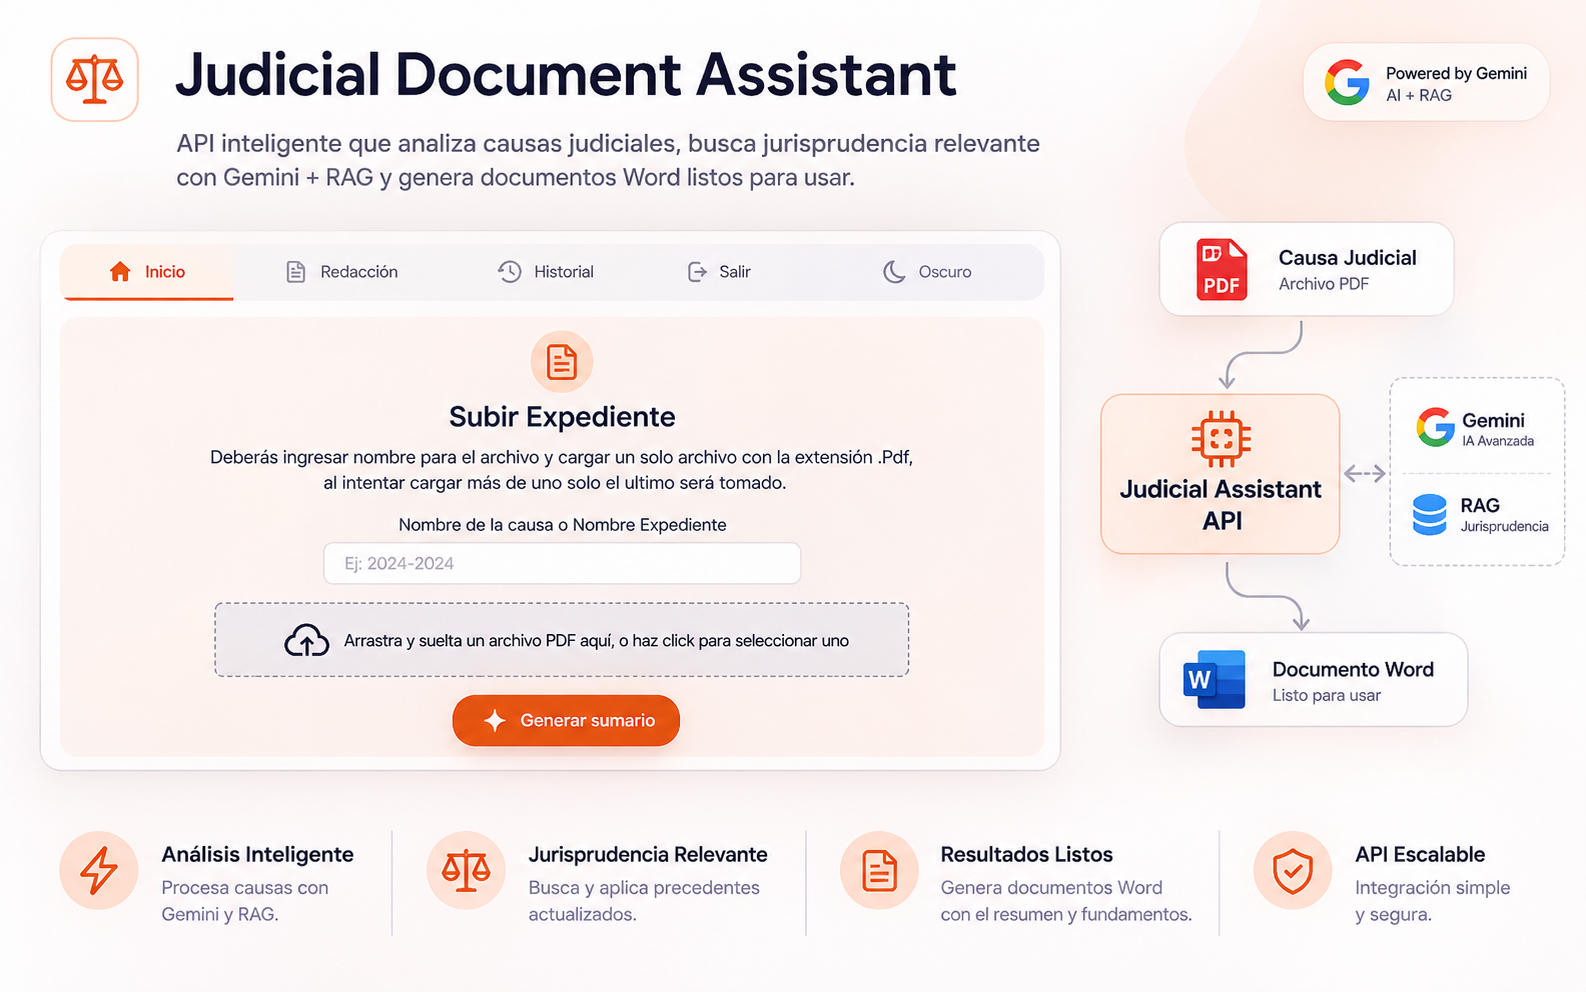 Judicial Document Assistant
API inteligente que analiza causas judiciales, busca jurisprudencia relevante
con Gemini + RAG y genera documentos Word listos para usar.
Powered by Gemini
AI + RAG
Inicio
Redacción
Historial
Salir
Oscuro
Subir Expediente
Deberás ingresar nombre para el archivo y cargar un solo archivo con la extensión .Pdf,
al intentar cargar más de uno solo el ultimo será tomado.
Nombre de la causa o Nombre Expediente
Ej: 2024-2024
Arrastra y suelta un archivo PDF aquí, o haz click para seleccionar uno
Generar sumario
PDF
Causa Judicial
Archivo PDF
Judicial Assistant
API
Gemini
IA Avanzada
RAG
Jurisprudencia
W
Documento Word
Listo para usar
Análisis Inteligente
Procesa causas con
Gemini y RAG.
Jurisprudencia Relevante
Busca y aplica precedentes
actualizados.
Resultados Listos
Genera documentos Word
con el resumen y fundamentos.
API Escalable
Integración simple
y segura.